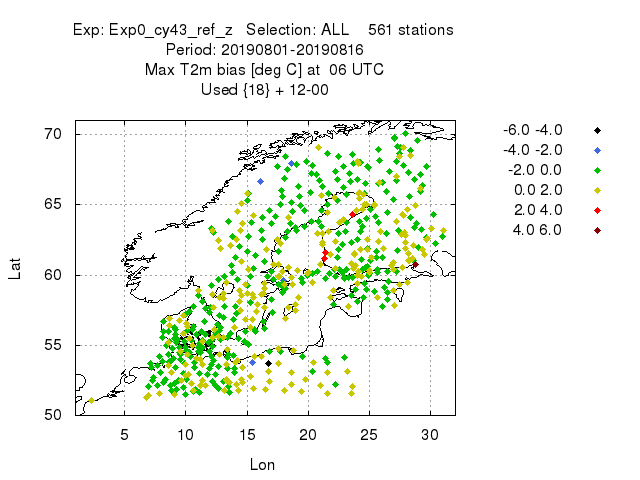 Exp: Exp0_cy43_ref_z   Selection: ALL    561 stations
Period: 20190801-20190816
Max T2m bias [deg C] at  06 UTC
Used {18} + 12-00
70
65
60
55
50
Lat
5 10 15 20 25 30
Lon
-6.0 -4.0
-4.0 -2.0
-2.0 0.0
0.0 2.0
2.0 4.0
4.0 6.0